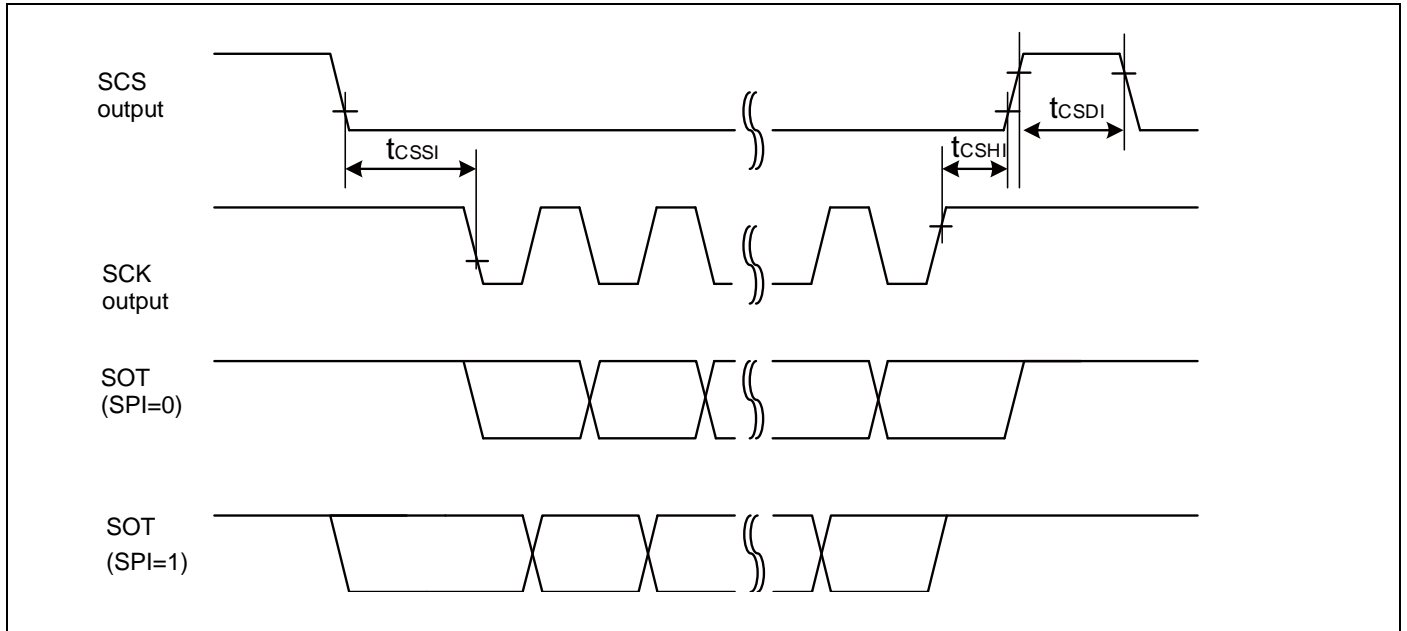 SCS
output
tCSSI
tCSHI
tCSDI
SCK
output
SOT
(SPI=0)
SOT
(SPI=1)